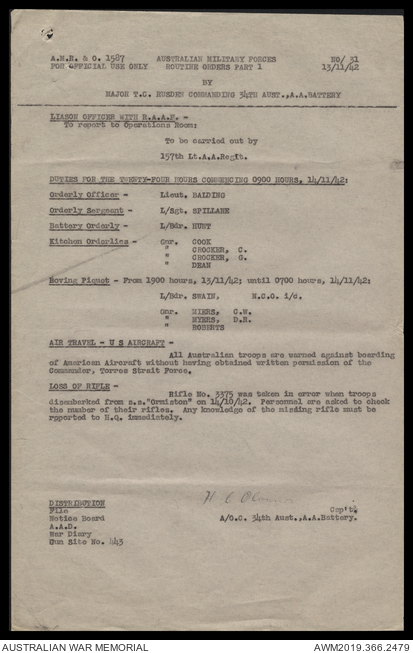 A.M.R. & O. 1587 AUSTRALIAN MILITARY FORCES NO/ 31
FOR OFFICIAL USE ONLY ROUTINE ORDERS PART 1 13/11/42
BY
MAJOR T.C. HUSDEN COMMANDING 34TH AUST.,A.A.BATTERY
LIASON OFFICER WITH R.A.A.F. -
To report to Operations Room:
To be carried out by
157th Lt.A.A.Regit.
DUTIES FOR THE TWENTY-FOUR HOURS COMMENCING 0900 HOURS, 14/11/42:
Orderly Officer - Lieut. BALDING
Orderly Sergeant - L/Sgt. SPILLANE
Battery Orderly - L/Bdr. HUNT
Kitchen Orderlies - Gnr. COOK
" CROCKER, C.
" CROCKER, G.
" DEAN
Roving Piquet - From 1900 hours, 13/11/42; until 0700 hours, 14/11/42:
L/Bdr. SWAIN, N.C.O. i/c.
Gnr. MIERS, C.W.
" MYERS, D.R.
" ROBERTS
AIR TRAVEL - U S AIRCRAFT -
All Australian troops are warned against boarding
of American Aircraft without having obtained written permission of the
Commander, Torres Strait Force.
LOSS OF RIFLE -
Rifle No. 3375 was taken in error when troops
disembarked from s.s."Ormiston" on 14/10/42. Personnel are asked to check
the number of their rifles. Any knowledge of the missing rifle must be
rpported to H.Q. immediately.
DISTRIBUTION
File Cap't.
Notice Board A/O.C. 34th Aust.,A.A.Battery.
A.A.D.
War Diary
Gun Site No. 443
AUSTRALIAN WAR MEMORIAL AWM2019.366.2479